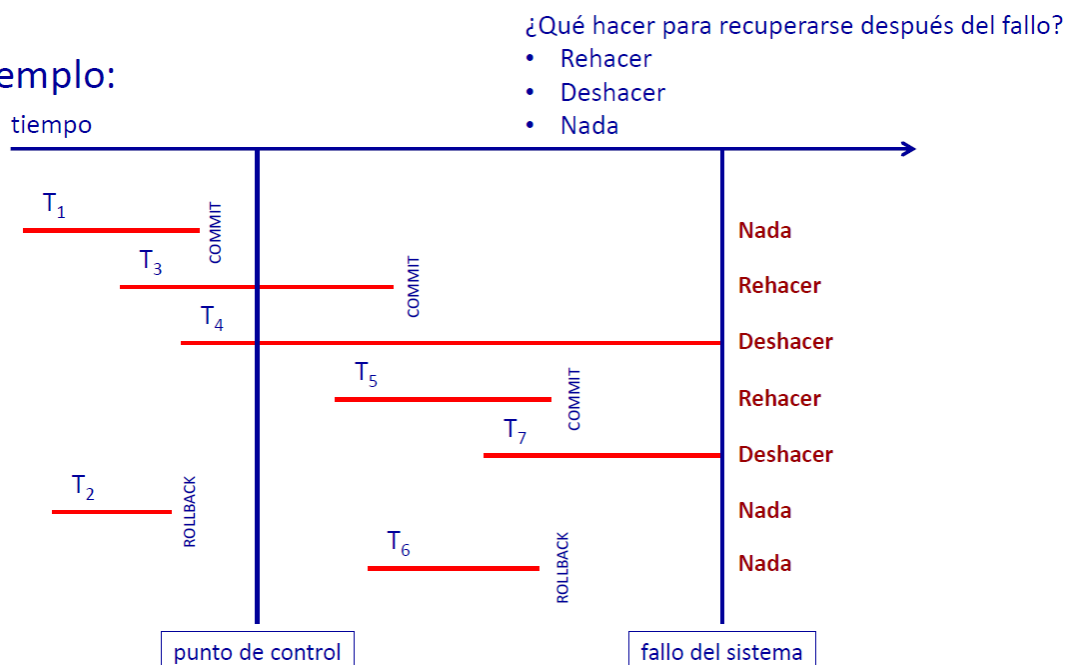 ¿Qué hacer para recuperarse después del fallo?
• Rehacer
• Deshacer
• Nada
emplo:
tiempo
T1
COMMIT
Nada
T3
COMMIT
Rehacer
T4
Deshacer
T5
COMMIT
Rehacer
T7
Deshacer
T2
ROLLBACK
Nada
T6
ROLLBACK
Nada
punto de control
fallo del sistema